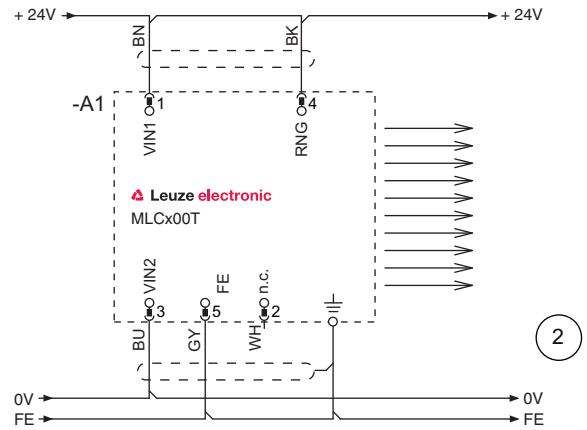 + 24V
+ 24V
BN
BK
-A1
1
4
VIN1
RNG
Leuze electronic
MLCx00T
VIN2
FE
n.c.
3
5
2
BU
GY
WH
2
0V
0V
FE
FE